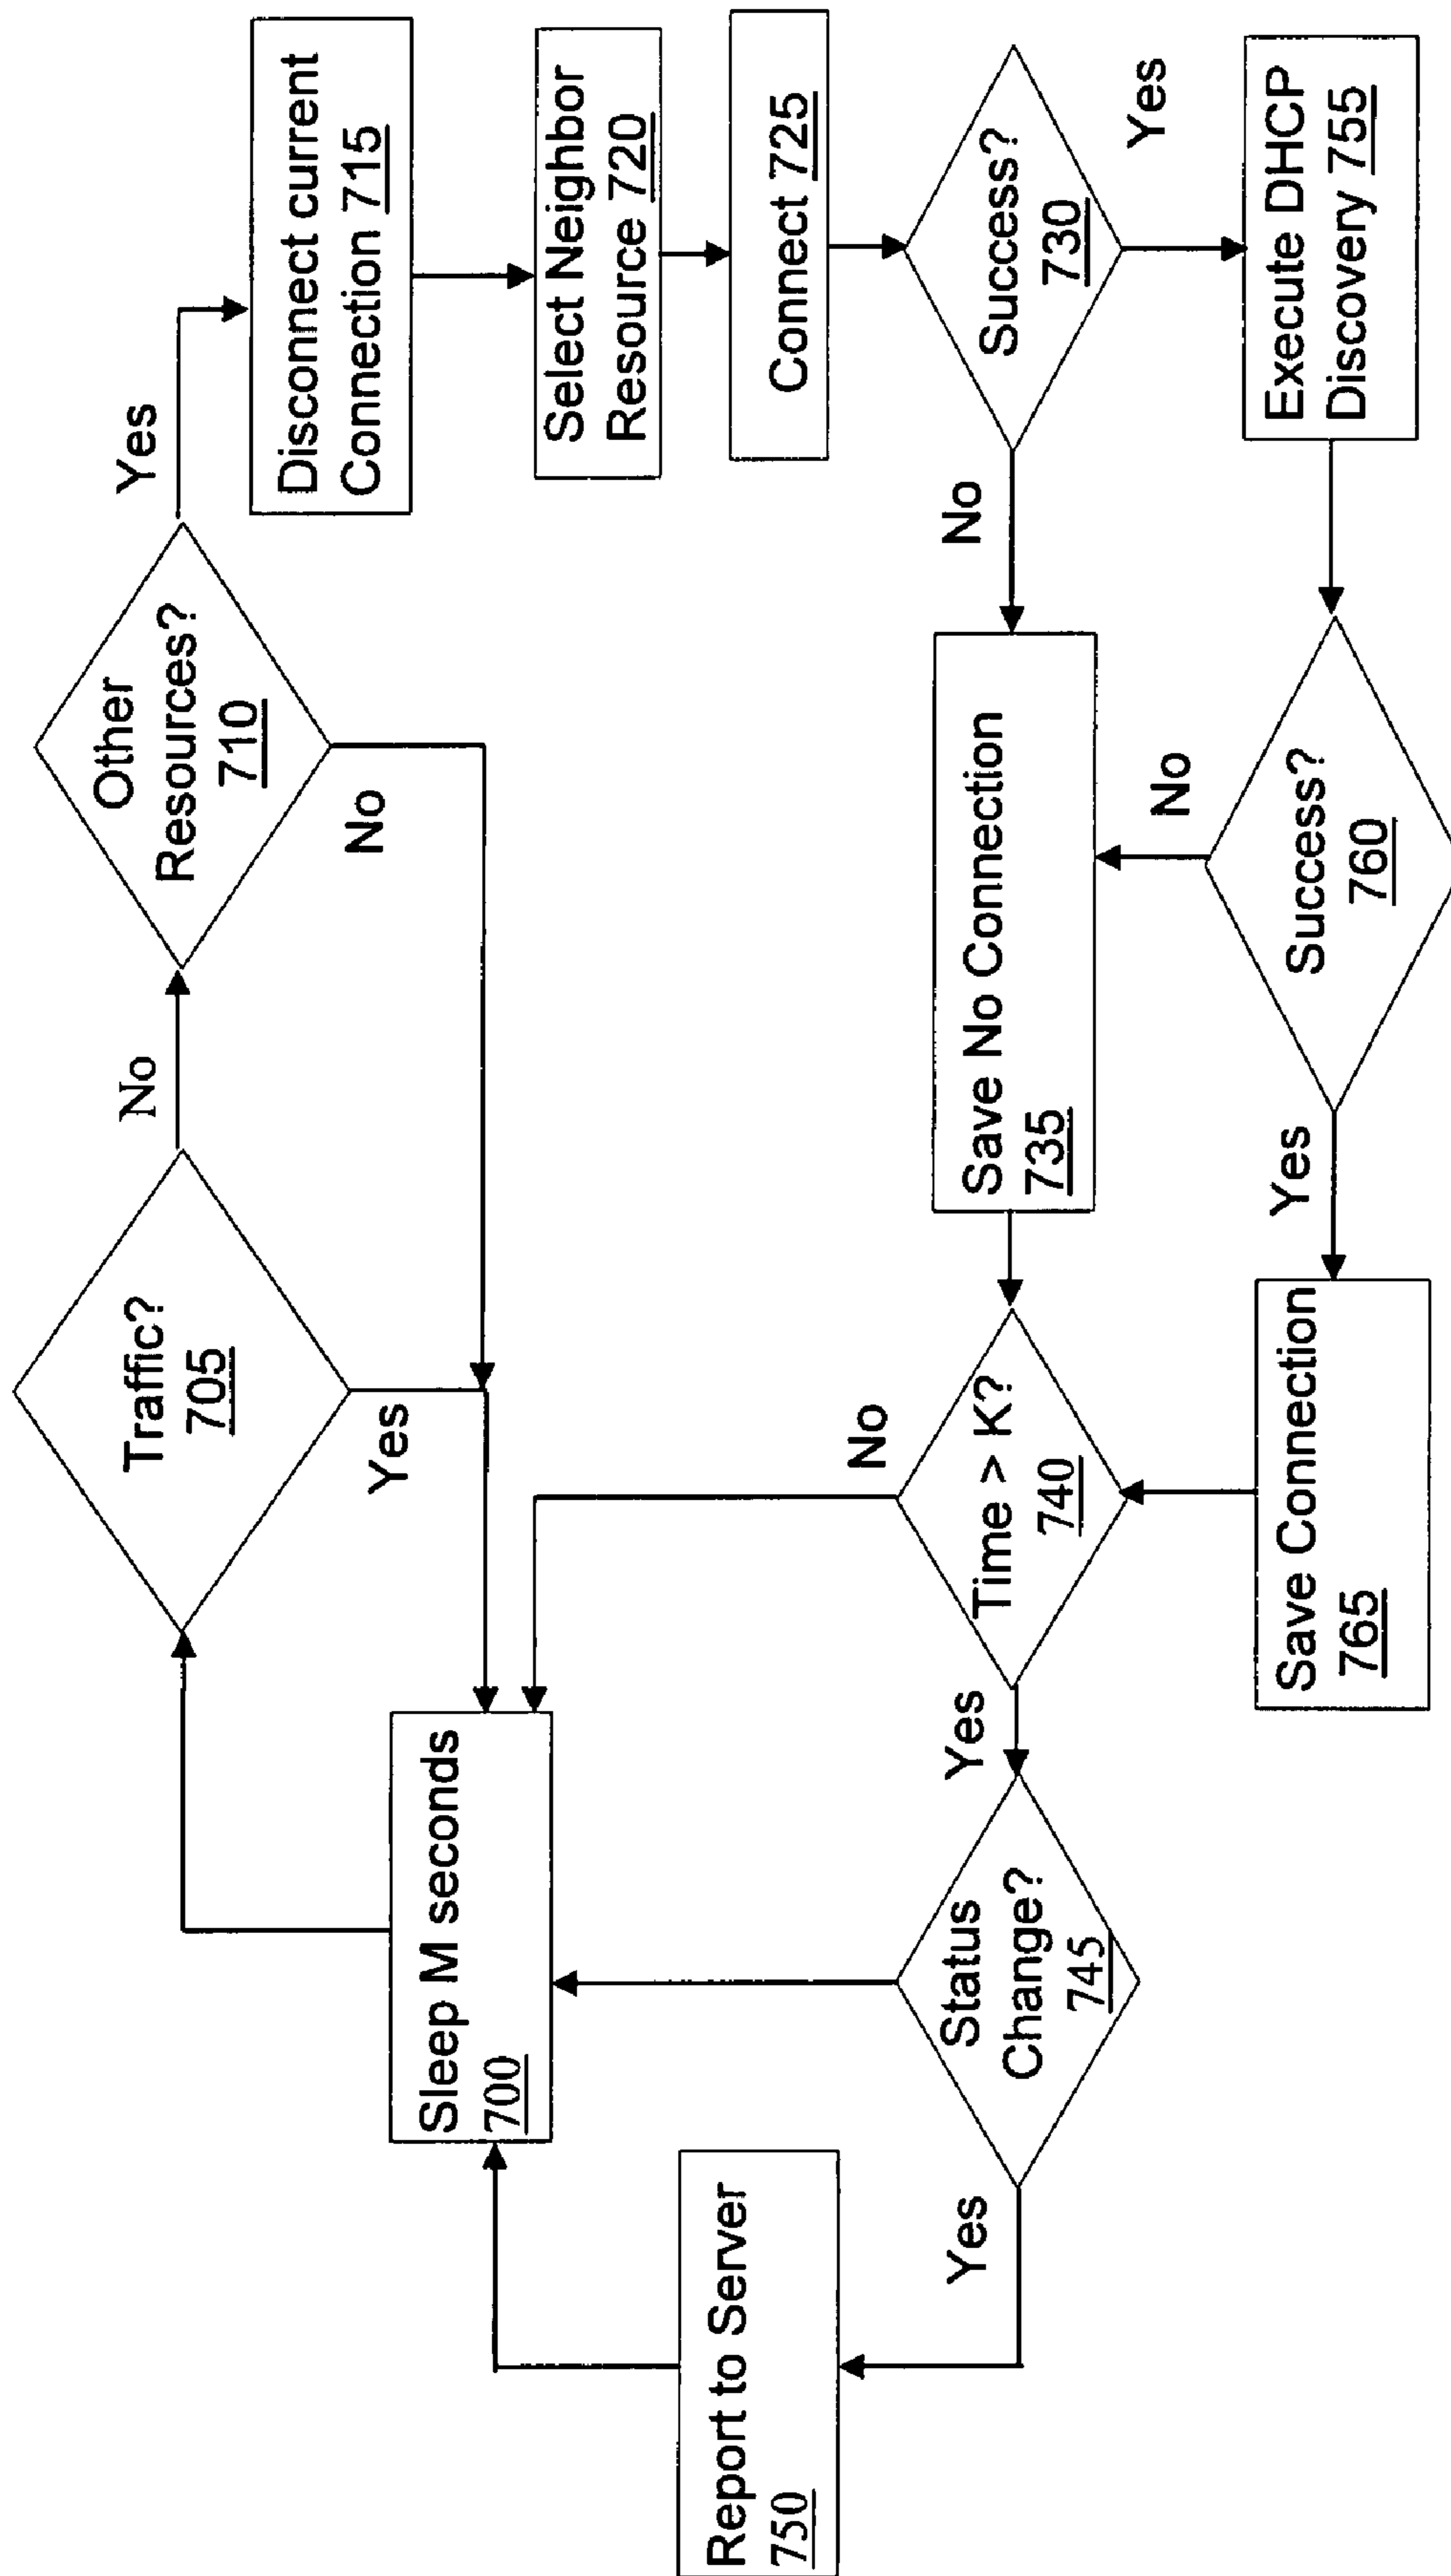 Sleep M seconds
700
Traffic?
705
Yes
No
Other
Resources?
710
No
Yes
Disconnect current
Connection 715
Select Neighbor
Resource 720
Connect 725
Success?
730
No
Yes
Execute DHCP
Discovery 755
Success?
760
No
Yes
Save No Connection
735
Save Connection
765
Time > K?
740
No
Yes
Status
Change?
745
Yes
Report to Server
750